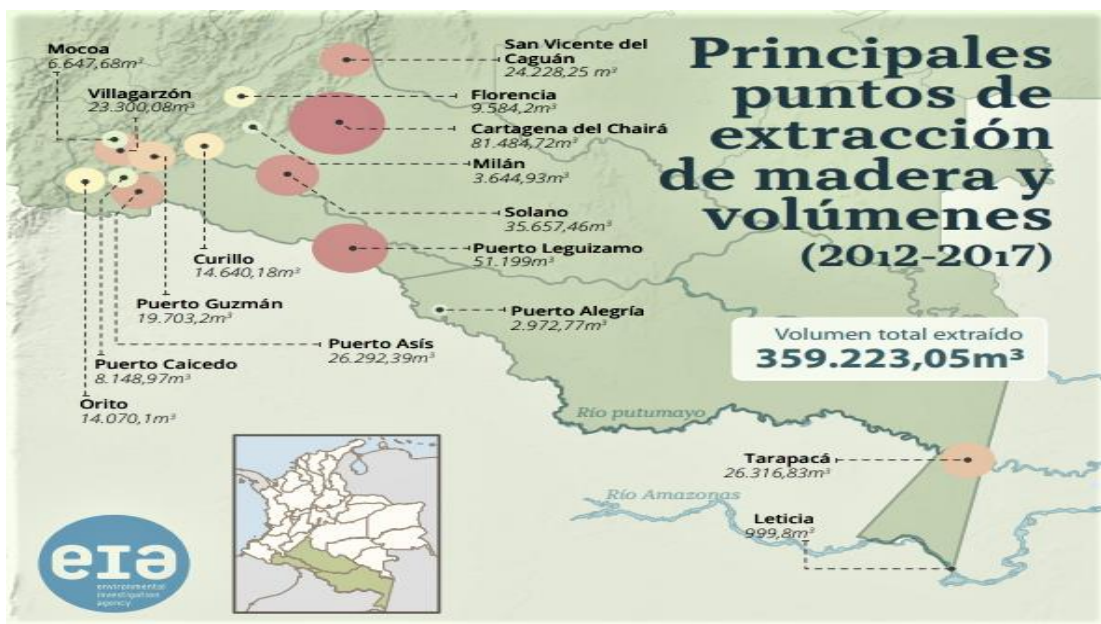 Principales
puntos de
extracción
de madera y
volúmenes
(2012-2017)
Mocoa
6.647,68m³
Villagarzón
23.300,08m³
San Vicente del
Caguán
24.228,25 m³
Florencia
9.584,2m³
Cartagena del Chairá
81.484,72m³
Milán
3.644,93m³
Solano
35.657,46m³
Puerto Leguizamo
51.199m³
Curillo
14.640,18m³
Puerto Guzmán
19.703,2m³
Puerto Alegría
2.972,77m³
Puerto Asís
26.292,39m³
Puerto Caicedo
8.148,97m³
Orito
14.070,1m³
Volumen total extraído
359.223,05m³
Río putumayo
Tarapacá
26.316,83m³
Río Amazonas
Leticia
999,8m³
eia
environmental
investigation
agency